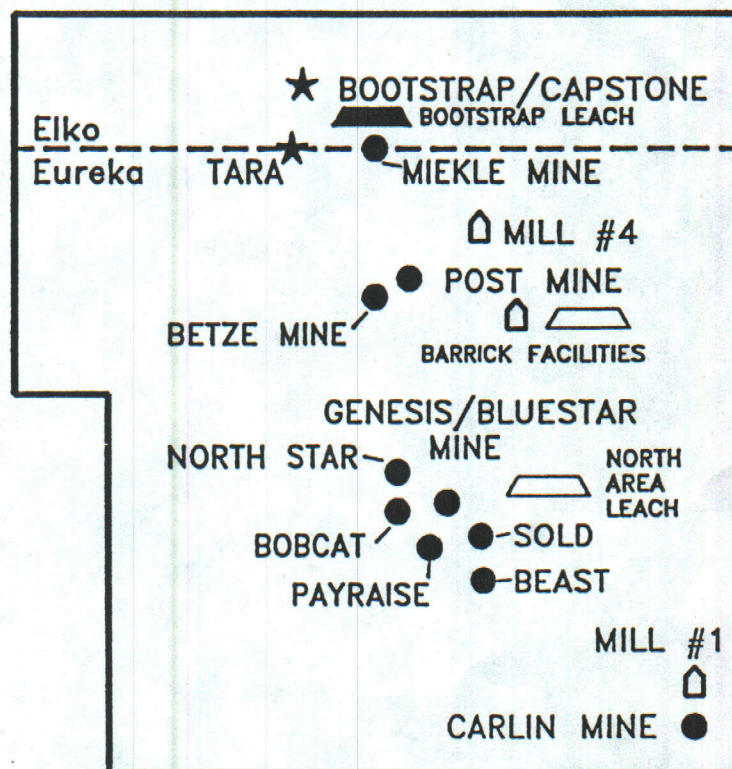 BOOTSTRAP/CAPSTONE
BOOTSTRAP LEACH
Elko
Eureka
TARA
MIEKLE MINE
MILL #4
POST MINE
BETZE MINE
BARRICK FACILITIES
GENESIS/BLUESTAR
MINE
NORTH STAR
NORTH
AREA
LEACH
BOBCAT
SOLD
PAYRAISE
BEAST
MILL #1
CARLIN MINE